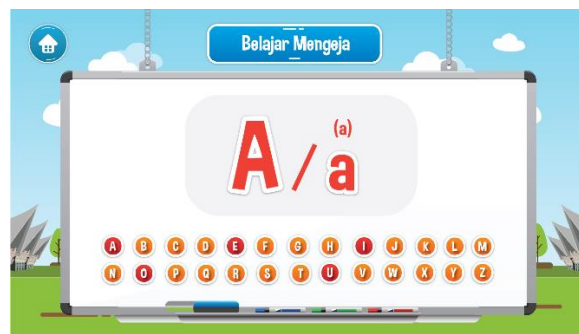 Belajar Mengeja
(a)
A/a
A B C D E F G H I J K L M
N O P Q R S T U V W X Y Z